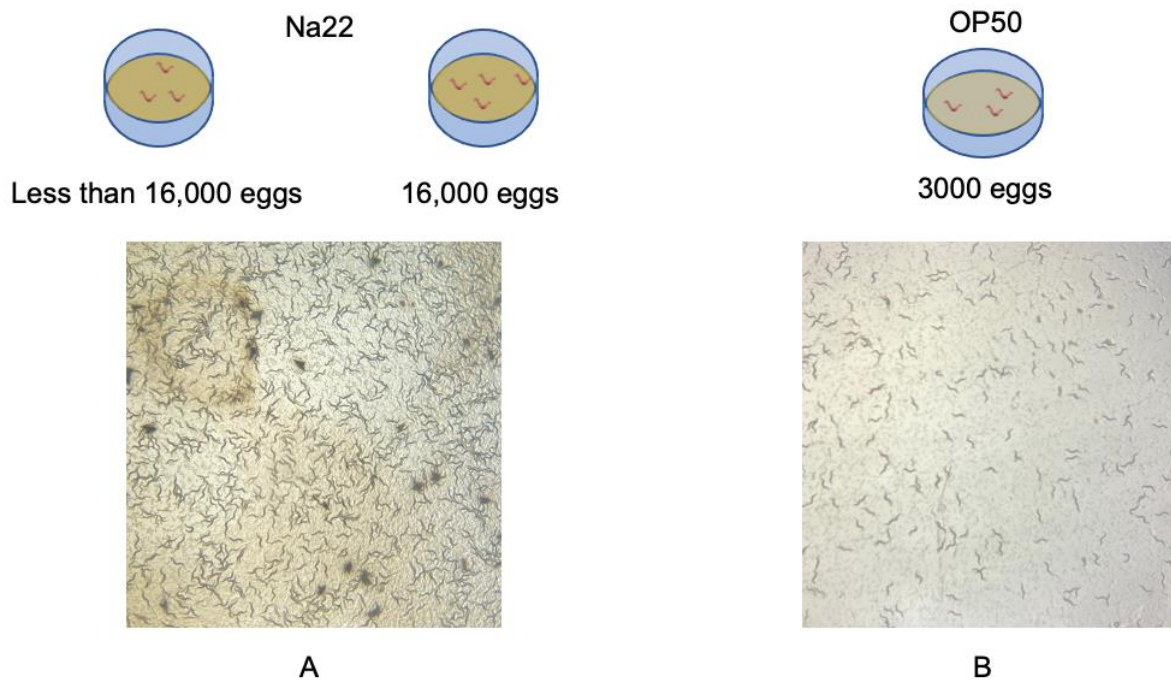 Na22
OP50
Less than 16,000 eggs
16,000 eggs
3000 eggs
A
B